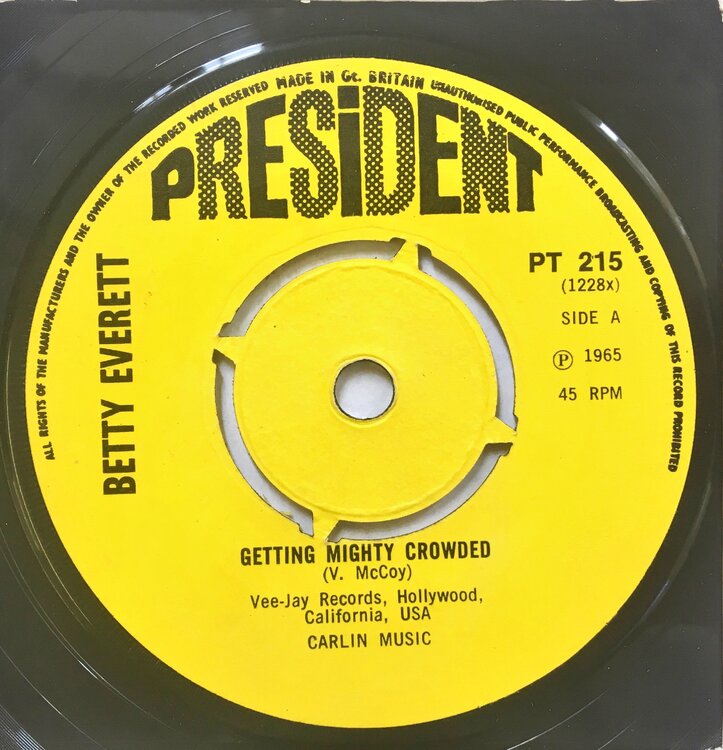 ALL RIGHTS OF THE MANUFACTURERS AND THE OWNER OF THE RECORDED WORK RESERVED MADE IN Gt. BRITAIN UNAUTHORISED PUBLIC PERFORMANCE BROADCASTING AND COPYING OF THIS RECORD PROHIBITED
PRESiDENT
BETTY EVERETT
PT 215
(1228x)
SIDE A
Ⓟ 1965
45 RPM
GETTING MIGHTY CROWDED
(V. McCoy)
Vee-Jay Records, Hollywood,
California, USA
CARLIN MUSIC